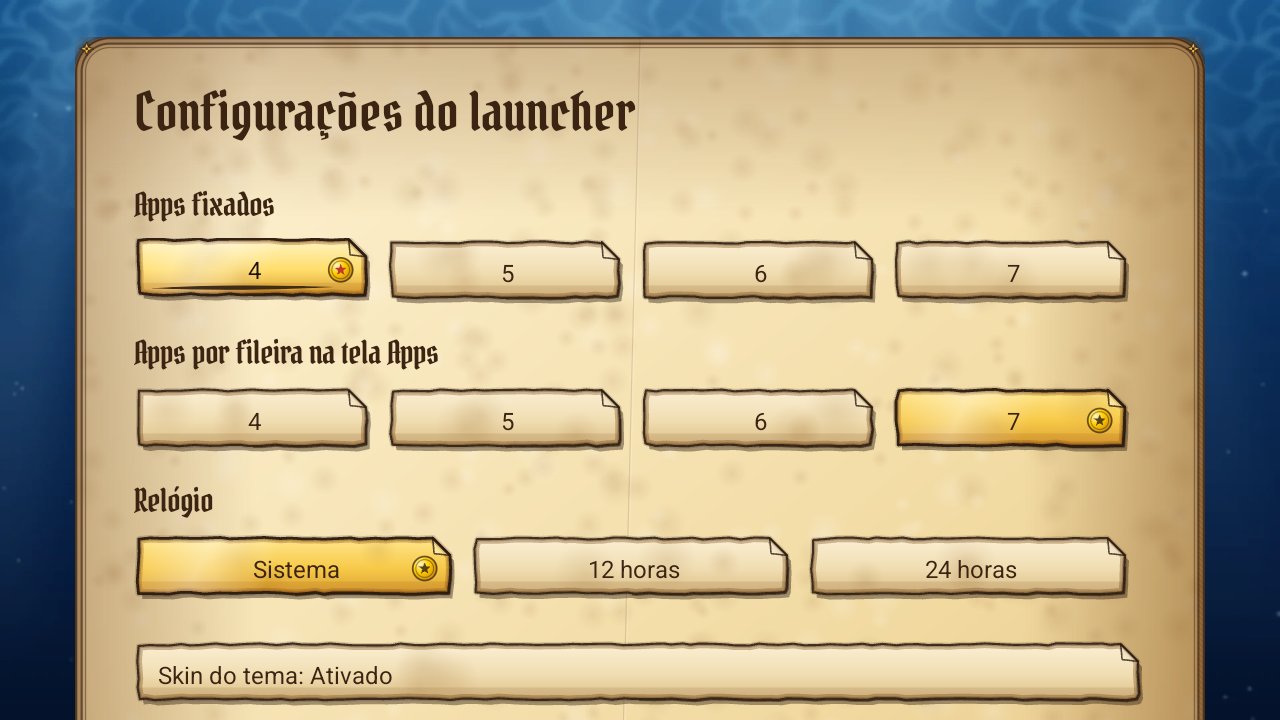 Configurações do launcher
Apps fixados
4 5 6 7
Apps por fileira na tela Apps
4 5 6 7
Relógio
Sistema 12 horas 24 horas
Skin do tema: Ativado